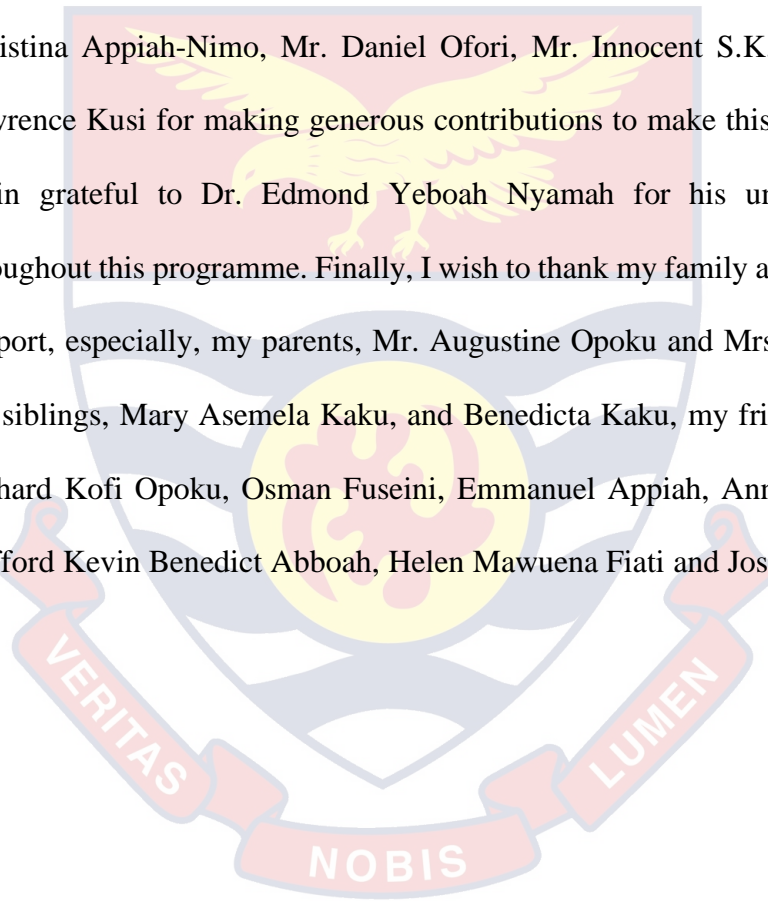 istina Appiah-Nimo, Mr. Daniel Ofori, Mr. Innocent S.K.
wrence Kusi for making generous contributions to make this
in grateful to Dr. Edmond Yeboah Nyamah for his un
oughout this programme. Finally, I wish to thank my family a
port, especially, my parents, Mr. Augustine Opoku and Mrs
siblings, Mary Asemela Kaku, and Benedicta Kaku, my fri
hard Kofi Opoku, Osman Fuseini, Emmanuel Appiah, Ann
fford Kevin Benedict Abboah, Helen Mawuena Fiati and Jos
VERITAS
NOBIS
LUMEN